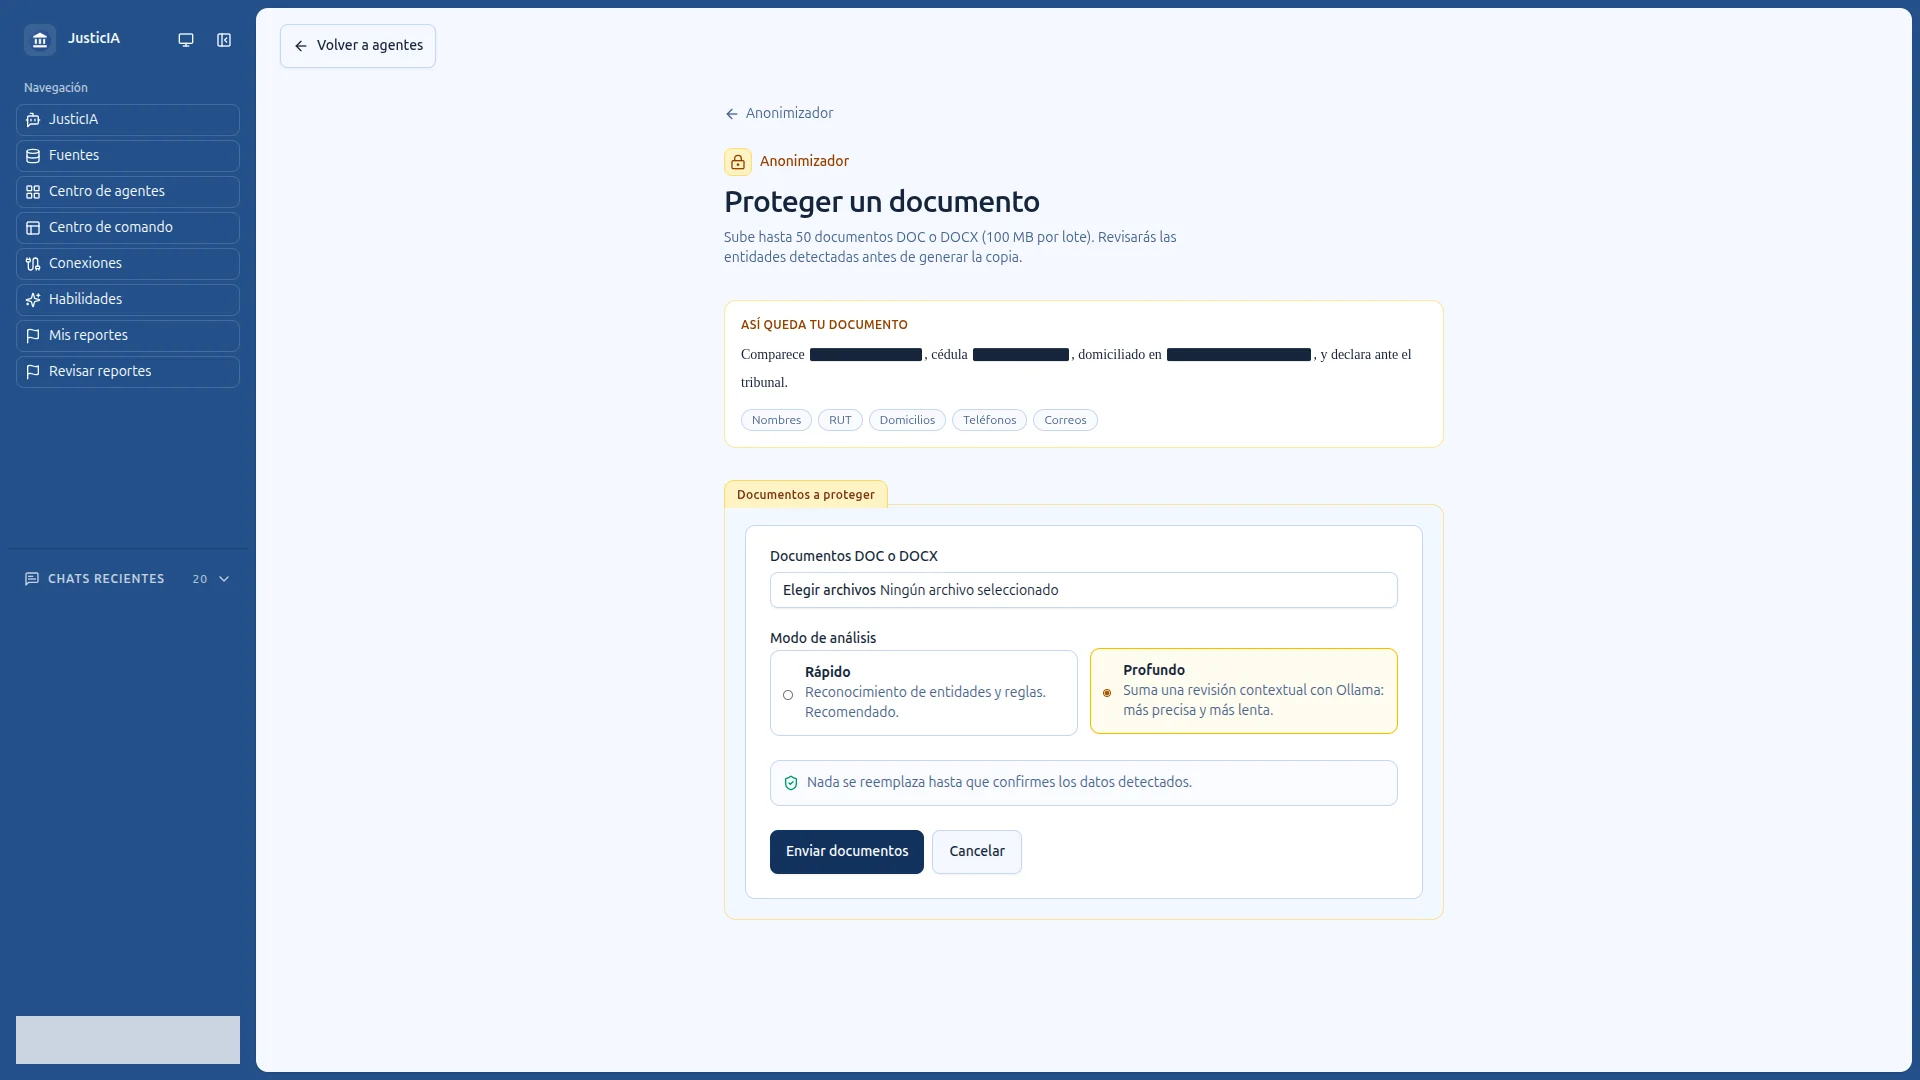 JusticIA
Navegación
JusticIA
Fuentes
Centro de agentes
Centro de comando
Conexiones
Habilidades
Mis reportes
Revisar reportes
CHATS RECIENTES 20
Volver a agentes
Anonimizador
Anonimizador
Proteger un documento
Sube hasta 50 documentos DOC o DOCX (100 MB por lote). Revisarás las
entidades detectadas antes de generar la copia.
ASÍ QUEDA TU DOCUMENTO
Comparece , cédula , domiciliado en , y declara ante el
tribunal.
Nombres RUT Domicilios Teléfonos Correos
Documentos a proteger
Documentos DOC o DOCX
Elegir archivos Ningún archivo seleccionado
Modo de análisis
Rápido
Reconocimiento de entidades y reglas.
Recomendado.
Profundo
Suma una revisión contextual con Ollama:
más precisa y más lenta.
Nada se reemplaza hasta que confirmes los datos detectados.
Enviar documentos Cancelar